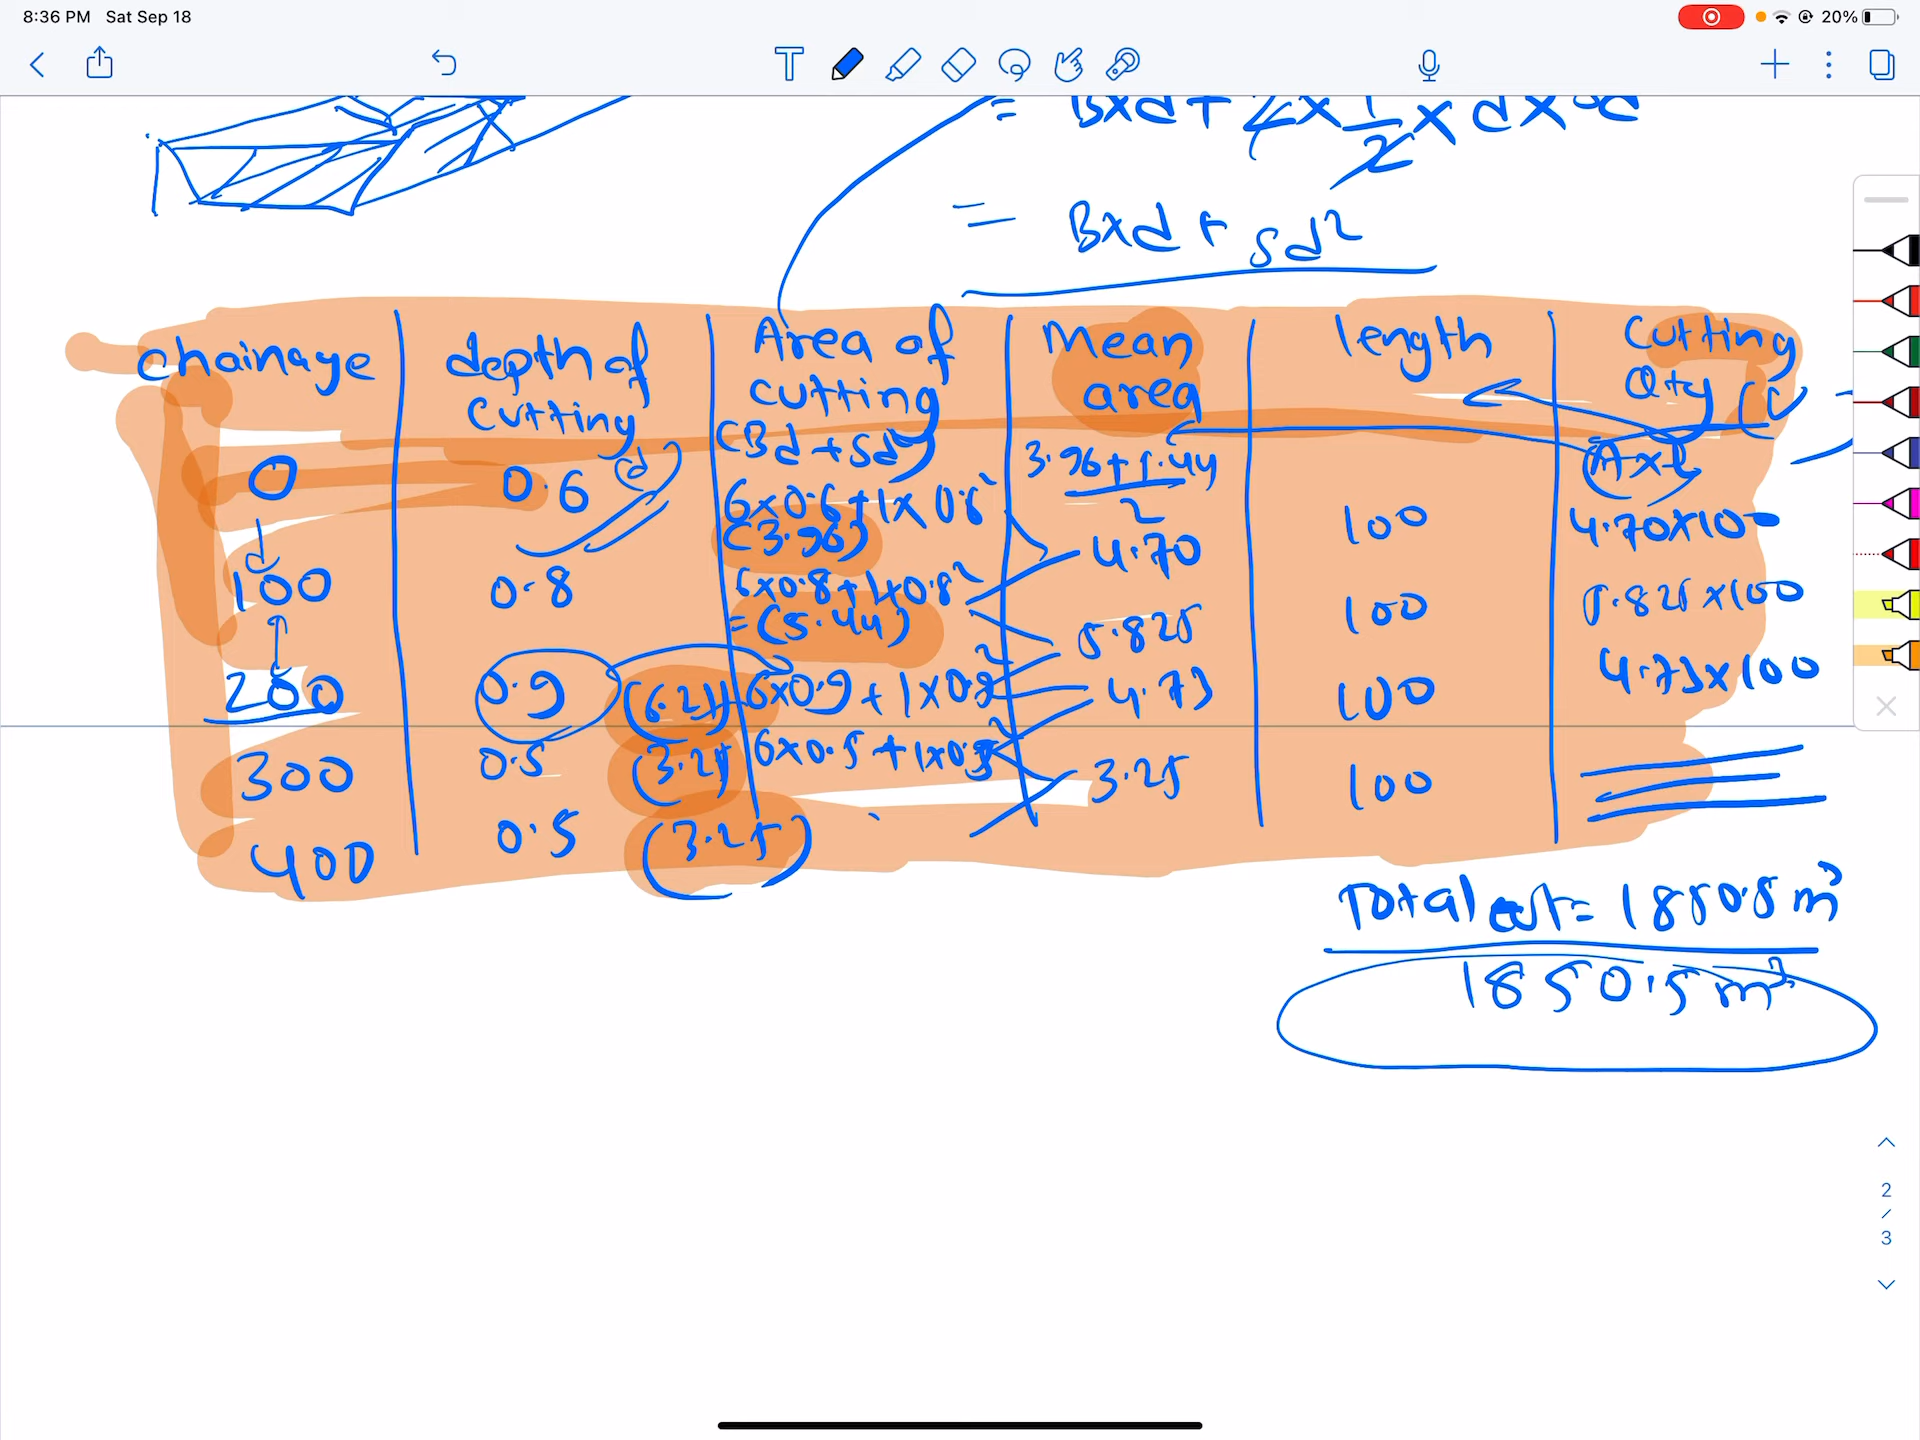 8:36 PM Sat Sep 18
20%
= Bxd + 2 x 1/2 x d x sd
= Bxd + sd²
chainage depth of cutting (d) Area of cutting (Bd + sd²) Mean area length Cutting Qty (A x L)
0 0.6 6x0.6+1x0.6² (3.96) 3.96+5.44 / 2
4.70 100 4.70x100
100 0.8 6x0.8+1x0.8² = (5.44) 5.825 100 5.825x100
200 0.9 (6.21) 6x0.9+1x0.9² 4.73 100 4.73x100
300 0.5 (3.25) 6x0.5+1x0.5² 3.25 100
400 0.5 (3.25)
Total cut = 1850.5 m³
1850.5 m³
2
/
3